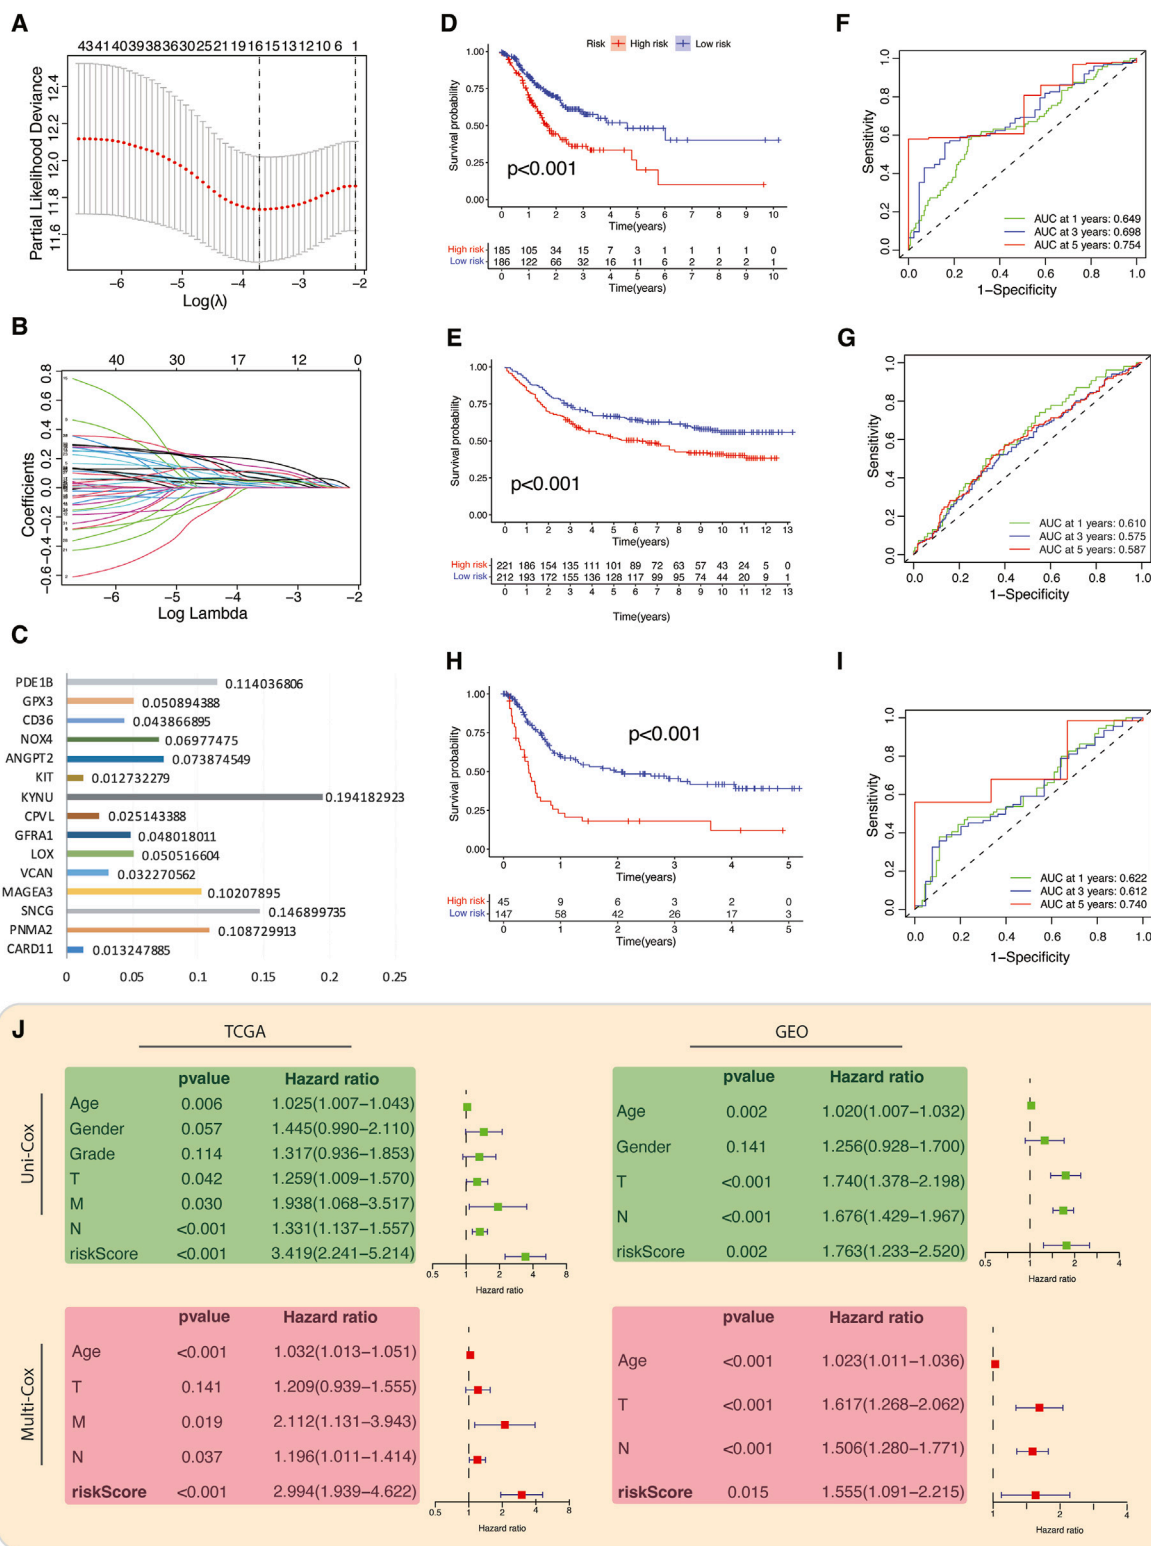 A
43 41 40 39 38 36 30 25 21 19 16 15 13 12 10 6 1
Partial Likelihood Deviance
12.4
12.2
12.0
11.8
11.6
−6 −5 −4 −3 −2
Log(λ)
B
40 30 17 12 0
Coefficients
0.8
0.6
0.4
0.2
0.0
−0.2
−0.4
−0.6
−6 −5 −4 −3 −2
Log Lambda
C
PDE1B 0.114036806
GPX3 0.050894388
CD36 0.043866895
NOX4 0.06977475
ANGPT2 0.073874549
KIT 0.012732279
KYNU 0.194182923
CPVL 0.025143388
GFRA1 0.048018011
LOX 0.050516604
VCAN 0.032270562
MAGEA3 0.10207895
SNCG 0.146899735
PNMA2 0.108729913
CARD11 0.013247885
0 0.05 0.1 0.15 0.2 0.25
D
Risk High risk Low risk
Survival probability
1.00
0.75
0.50
0.25
0.00
p<0.001
0 1 2 3 4 5 6 7 8 9 10
Time(years)
High risk 185 105 34 15 7 3 1 1 1 1 0
Low risk 186 122 66 32 16 11 6 2 2 2 1
0 1 2 3 4 5 6 7 8 9 10
Time(years)
E
Survival probability
1.00
0.75
0.50
0.25
0.00
p<0.001
0 1 2 3 4 5 6 7 8 9 10 11 12 13
Time(years)
High risk 221 186 154 135 111 101 89 72 63 57 43 24 5 0
Low risk 212 193 172 155 136 128 117 99 95 74 44 20 9 1
0 1 2 3 4 5 6 7 8 9 10 11 12 13
Time(years)
H
Survival probability
1.00
0.75
0.50
0.25
0.00
p<0.001
0 1 2 3 4 5
Time(years)
High risk 45 9 6 3 2 0
Low risk 147 58 42 26 17 3
0 1 2 3 4 5
Time(years)
F
Sensitivity
1.0
0.8
0.6
0.4
0.2
0.0
AUC at 1 years: 0.649
AUC at 3 years: 0.698
AUC at 5 years: 0.754
0.0 0.2 0.4 0.6 0.8 1.0
1−Specificity
G
Sensitivity
1.0
0.8
0.6
0.4
0.2
0.0
AUC at 1 years: 0.610
AUC at 3 years: 0.575
AUC at 5 years: 0.587
0.0 0.2 0.4 0.6 0.8 1.0
1−Specificity
I
Sensitivity
1.0
0.8
0.6
0.4
0.2
0.0
AUC at 1 years: 0.622
AUC at 3 years: 0.612
AUC at 5 years: 0.740
0.0 0.2 0.4 0.6 0.8 1.0
1−Specificity
J
TCGA
Uni-Cox
pvalue Hazard ratio
Age 0.006 1.025(1.007−1.043)
Gender 0.057 1.445(0.990−2.110)
Grade 0.114 1.317(0.936−1.853)
T 0.042 1.259(1.009−1.570)
M 0.030 1.938(1.068−3.517)
N <0.001 1.331(1.137−1.557)
riskScore <0.001 3.419(2.241−5.214)
0.5 1 2 4 8
Hazard ratio
GEO
pvalue Hazard ratio
Age 0.002 1.020(1.007−1.032)
Gender 0.141 1.256(0.928−1.700)
T <0.001 1.740(1.378−2.198)
N <0.001 1.676(1.429−1.967)
riskScore 0.002 1.763(1.233−2.520)
0.5 1 2 4
Hazard ratio
Multi-Cox
pvalue Hazard ratio
Age <0.001 1.032(1.013−1.051)
T 0.141 1.209(0.939−1.555)
M 0.019 2.112(1.131−3.943)
N 0.037 1.196(1.011−1.414)
riskScore <0.001 2.994(1.939−4.622)
0.5 1 2 4 8
Hazard ratio
pvalue Hazard ratio
Age <0.001 1.023(1.011−1.036)
T <0.001 1.617(1.268−2.062)
N <0.001 1.506(1.280−1.771)
riskScore 0.015 1.555(1.091−2.215)
1 2 4
Hazard ratio